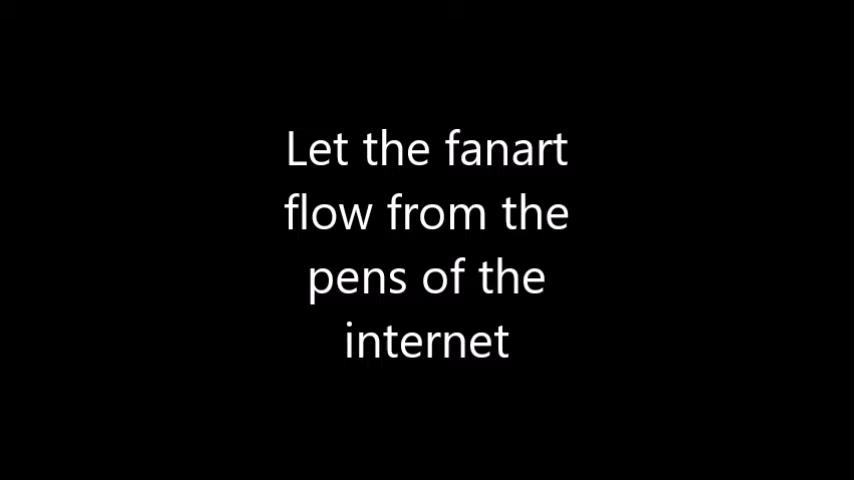 Let the fanart
flow from the
pens of the
internet